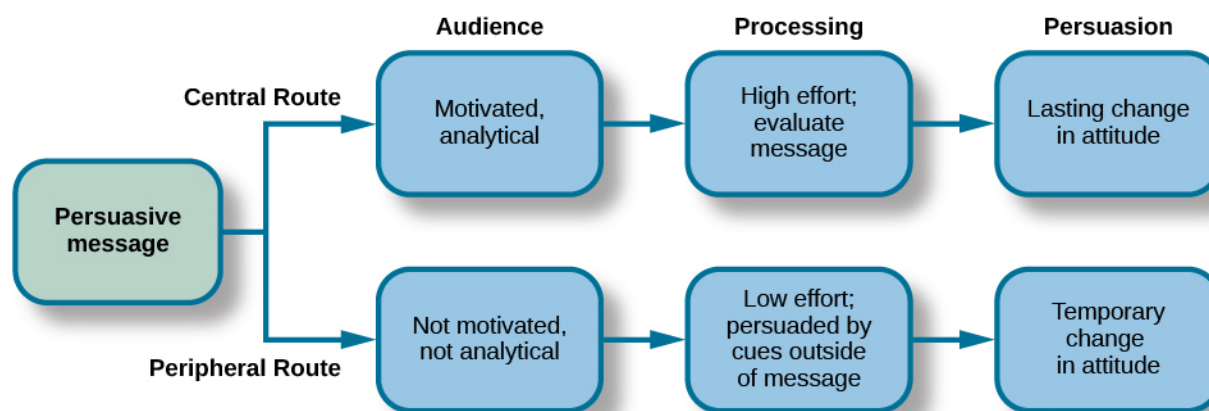 Audience
Processing
Persuasion
Central Route
Motivated,
analytical
High effort;
evaluate
message
Lasting change
in attitude
Persuasive
message
Peripheral Route
Not motivated,
not analytical
Low effort;
persuaded by
cues outside
of message
Temporary
change
in attitude